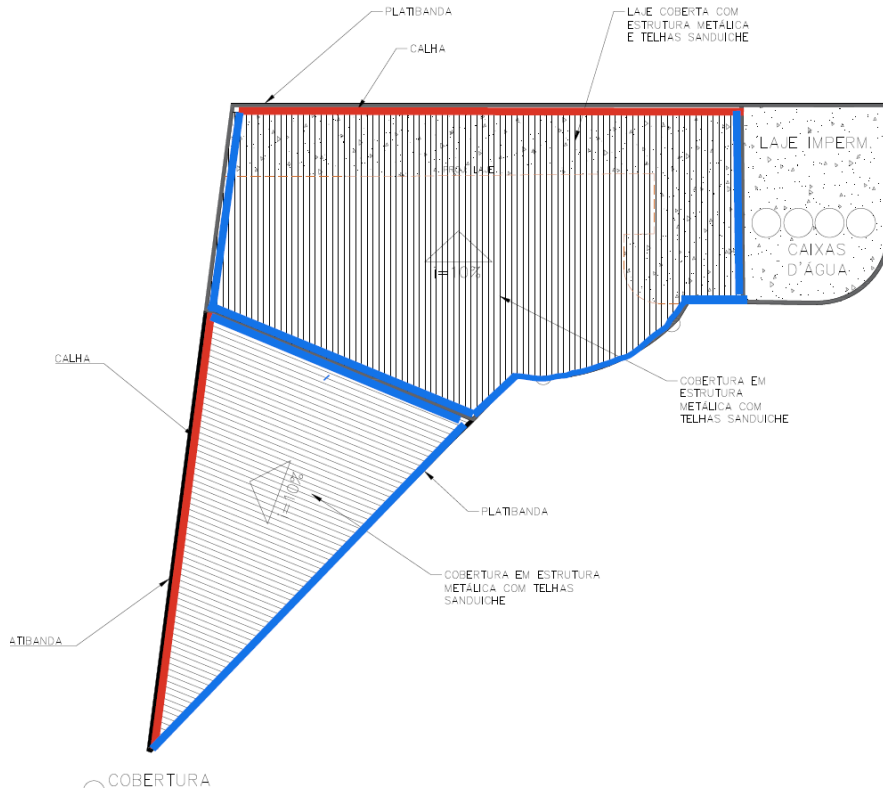 PLATIBANDA
LAJE COBERTA COM
ESTRUTURA METÁLICA
E TELHAS SANDUICHE
CALHA
LAJE IMPERM.
LAJE
i=10%
CAIXAS
D'ÁGUA
CALHA
COBERTURA EM
ESTRUTURA
METÁLICA COM
TELHAS SANDUICHE
i=10%
PLATIBANDA
COBERTURA EM ESTRUTURA
METÁLICA COM TELHAS
SANDUICHE
ATIBANDA
COBERTURA